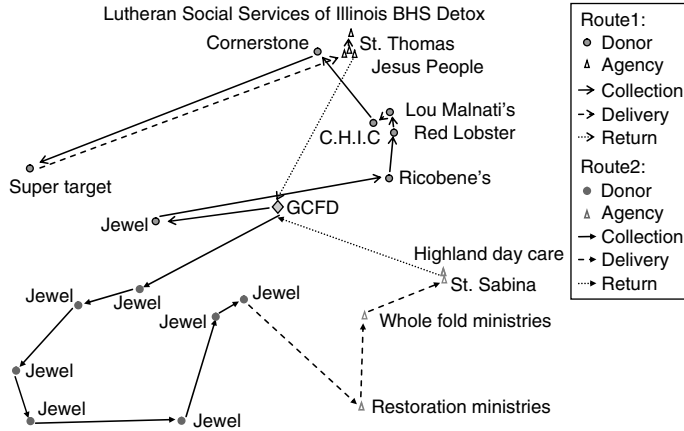 Lutheran Social Services of Illinois BHS Detox
Cornerstone
St. Thomas
Jesus People
Lou Malnati's
C.H.I.C
Red Lobster
Super target
Ricobene's
GCFD
Jewel
Highland day care
St. Sabina
Jewel
Jewel
Jewel
Jewel
Whole fold ministries
Jewel
Jewel
Jewel
Restoration ministries
Route1:
Donor
Agency
Collection
Delivery
Return
Route2:
Donor
Agency
Collection
Delivery
Return